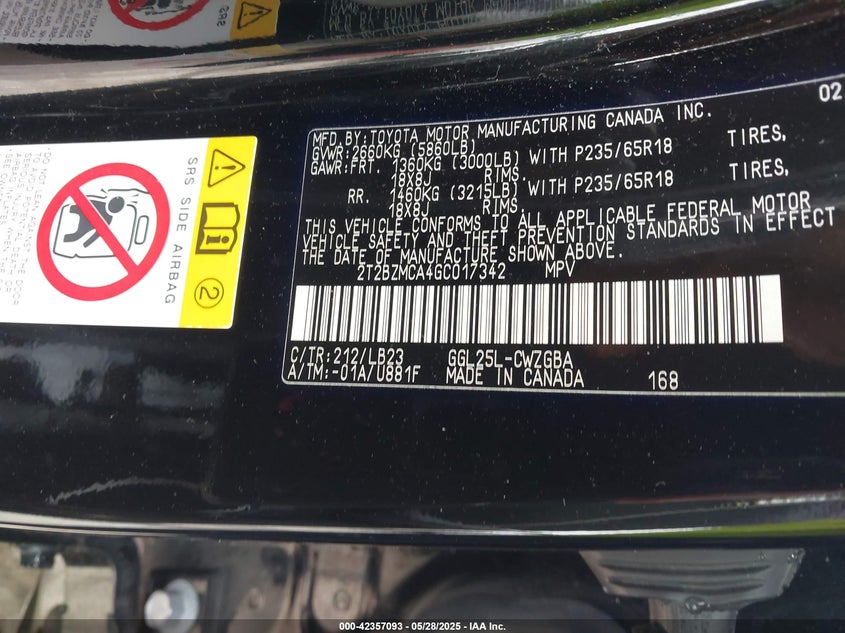 02
MFD. BY: TOYOTA MOTOR MANUFACTURING CANADA INC.
GVWR: 2660KG (5860LB)
GAWR: FRT. 1360KG (3000LB) WITH P235/65R18 TIRES,
18X8J RIMS.
RR. 1460KG (3215LB) WITH P235/65R18 TIRES,
18X8J RIMS.
THIS VEHICLE CONFORMS TO ALL APPLICABLE FEDERAL MOTOR
VEHICLE SAFETY AND THEFT PREVENTION STANDARDS IN EFFECT
THE DATE OF MANUFACTURE SHOWN ABOVE.
2T2BZMCA4GC017342 MPV
C/TR: 212/LB23 GGL25L-CWZGBA
A/TM: -01A/U881F MADE IN CANADA 168
SRS SIDE AIRBAG
2
000-42357093 - 05/28/2025 - IAA Inc.